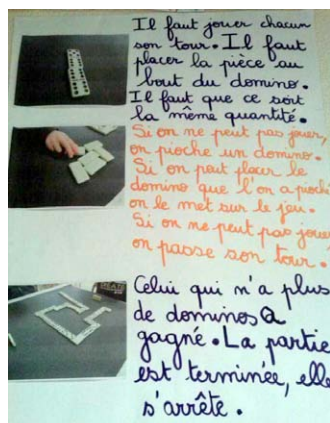 Il faut jouer chacun
son tour. Il faut
placer la pièce au
bout du domino.
Il faut que ce soit
la même quantité.
Si on ne peut pas jouer,
on pioche un domino.
Si on peut placer le
domino que l'on a pioché
on le met sur le jeu.
Si on ne peut pas jouer
on passe son tour.
Celui qui n'a plus
de dominos a
gagné. La partie
est terminée, elle
s'arrête.